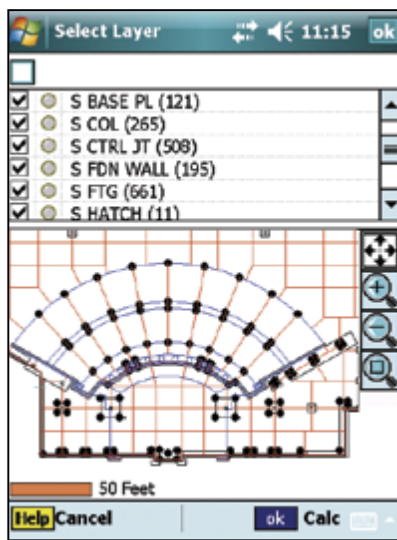 Select Layer 11:15 ok
S BASE PL (121)
S COL (265)
S CTRL JT (508)
S FDN WALL (195)
S FTG (661)
S HATCH (11)
50 Feet
Help Cancel ok Calc